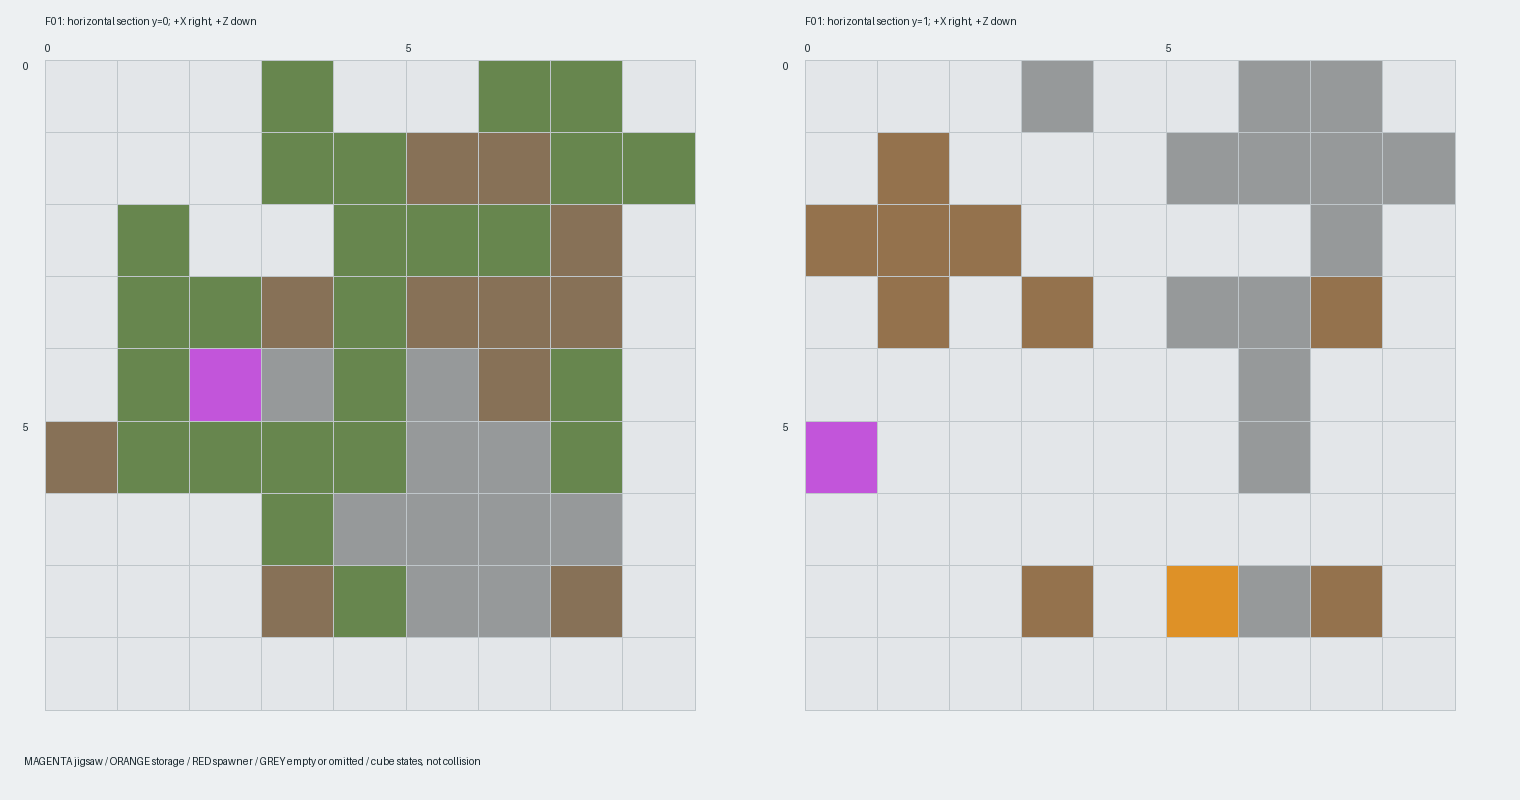 F01: horizontal section y=0; +X right, +Z down
F01: horizontal section y=1; +X right, +Z down
0 5
0 5
0
0
5
5
MAGENTA jigsaw / ORANGE storage / RED spawner / GREY empty or omitted / cube states, not collision